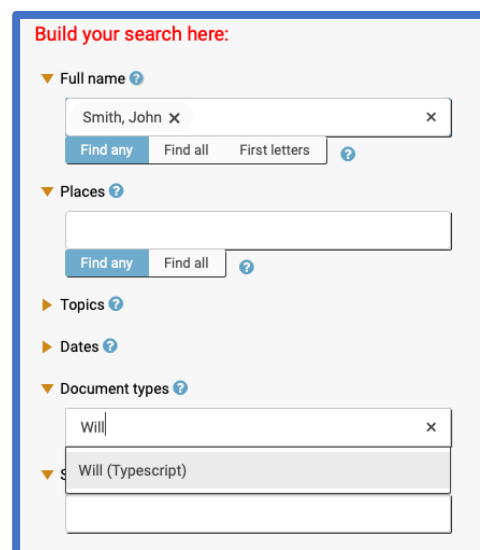 Build your search here:
Full name ?
Smith, John × ×
Find any Find all First letters ?
Places ?
Find any Find all ?
Topics ?
Dates ?
Document types ?
Will ×
Will (Typescript)